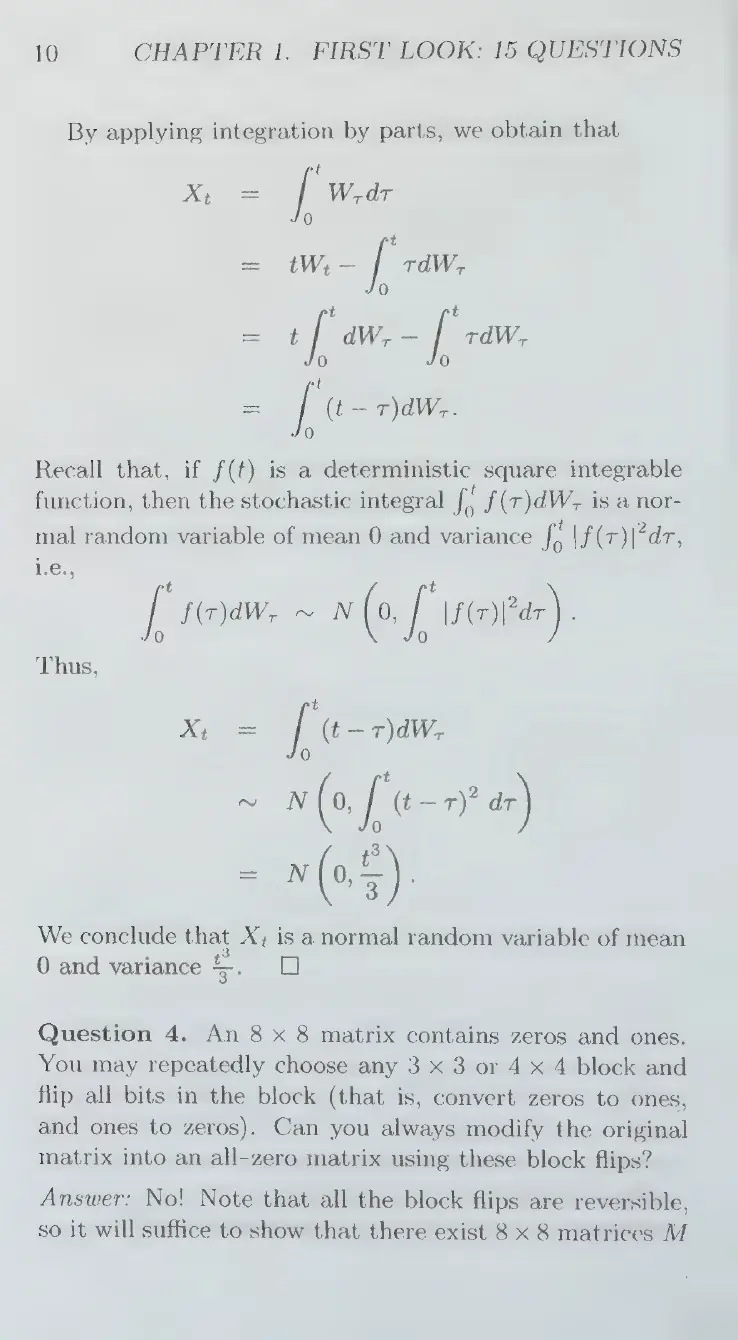 10 CHAPTER 1. FIRST LOOK: 15 QUESTIONS
By applying integration by parts, we obtain that
X_t = ∫_0^t W_τ dτ
= tW_t − ∫_0^t τdW_τ
= t ∫_0^t dW_τ − ∫_0^t τdW_τ
= ∫_0^t (t − τ)dW_τ.
Recall that, if f(t) is a deterministic square integrable
function, then the stochastic integral ∫_0^t f(τ)dW_τ is a nor-
mal random variable of mean 0 and variance ∫_0^t |f(τ)|²dτ,
i.e.,
∫_0^t f(τ)dW_τ ~ N(0, ∫_0^t |f(τ)|²dτ).
Thus,
X_t = ∫_0^t (t − τ)dW_τ
~ N(0, ∫_0^t (t − τ)² dτ)
= N(0, t³/3).
We conclude that X_t is a normal random variable of mean
0 and variance t³/3. □
Question 4. An 8 x 8 matrix contains zeros and ones.
You may repeatedly choose any 3 x 3 or 4 x 4 block and
flip all bits in the block (that is, convert zeros to ones,
and ones to zeros). Can you always modify the original
matrix into an all-zero matrix using these block flips?
Answer: No! Note that all the block flips are reversible,
so it will suffice to show that there exist 8 x 8 matrices M